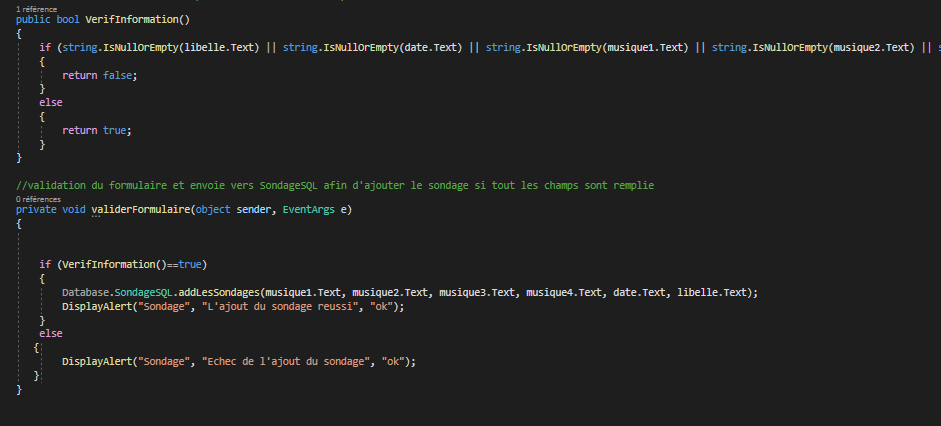 1 référence
public bool VerifInformation()
{
if (string.IsNullOrEmpty(libelle.Text) || string.IsNullOrEmpty(date.Text) || string.IsNullOrEmpty(musique1.Text) || string.IsNullOrEmpty(musique2.Text) || s
{
return false;
}
else
{
return true;
}
}
//validation du formulaire et envoie vers SondageSQL afin d'ajouter le sondage si tout les champs sont remplie
0 références
private void validerFormulaire(object sender, EventArgs e)
{
if (VerifInformation()==true)
{
Database.SondageSQL.addLesSondages(musique1.Text, musique2.Text, musique3.Text, musique4.Text, date.Text, libelle.Text);
DisplayAlert("Sondage", "L'ajout du sondage reussi", "ok");
}
else
{
DisplayAlert("Sondage", "Echec de l'ajout du sondage", "ok");
}
}